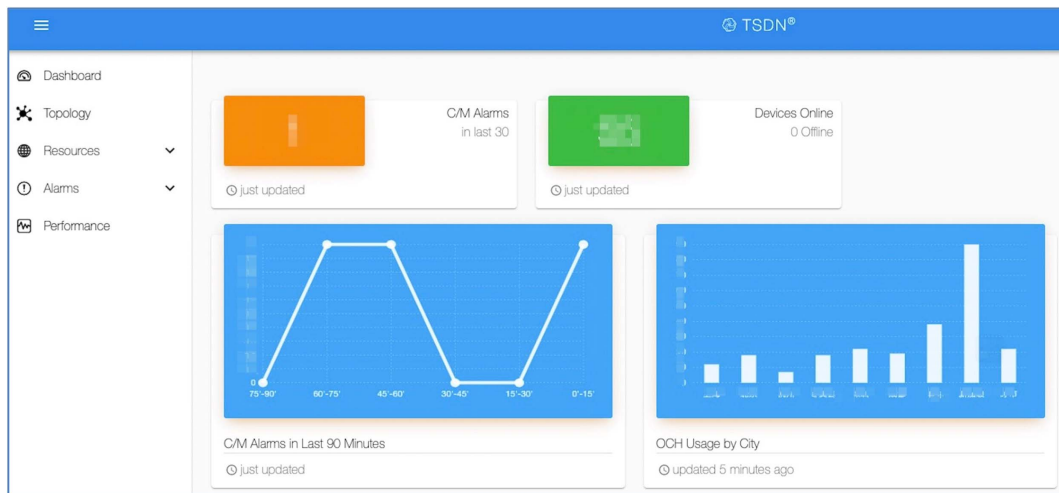 TSDN®
Dashboard
Topology
Resources
Alarms
Performance
C/M Alarms
in last 30
just updated
Devices Online
0 Offline
just updated
0
75'-90' 60'-75' 45'-60' 30'-45' 15'-30' 0'-15'
C/M Alarms in Last 90 Minutes
just updated
OCH Usage by City
updated 5 minutes ago